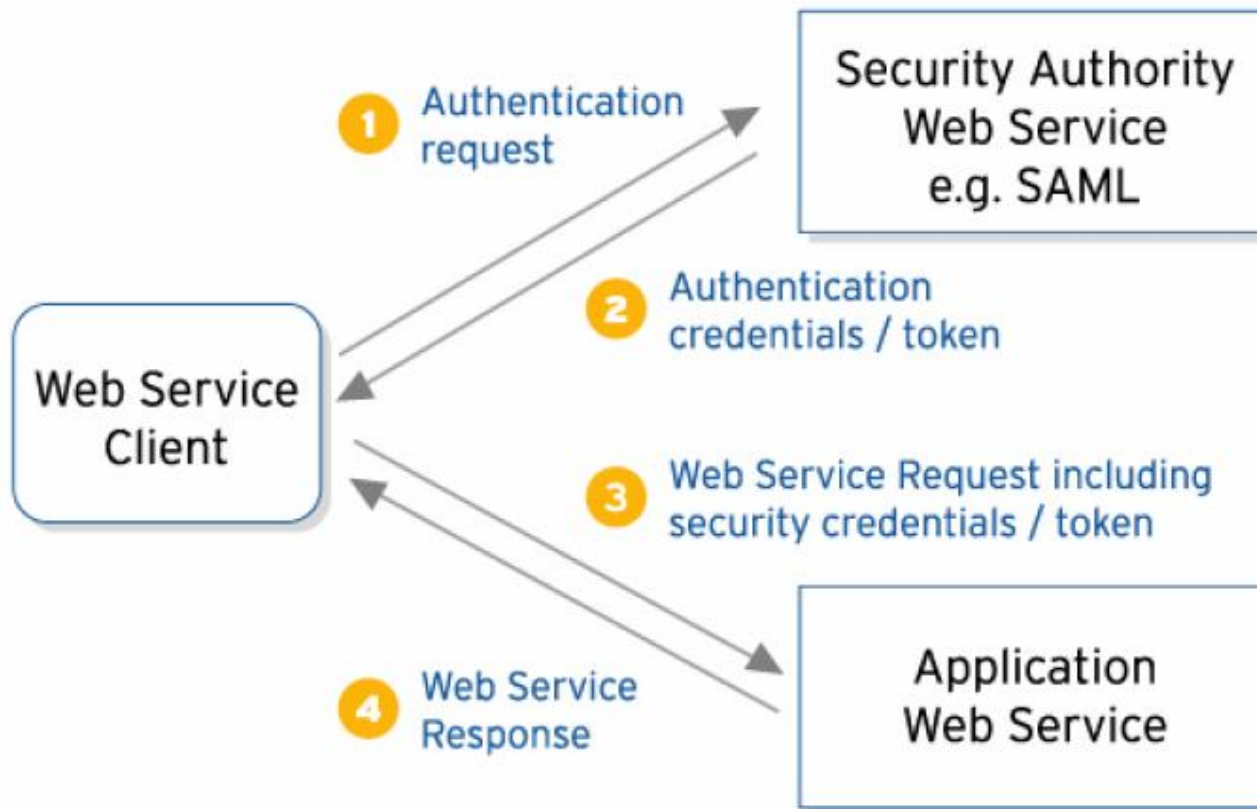 1 Authentication
request
Security Authority
Web Service
e.g. SAML
2 Authentication
credentials / token
Web Service
Client
3 Web Service Request including
security credentials / token
4 Web Service
Response
Application
Web Service